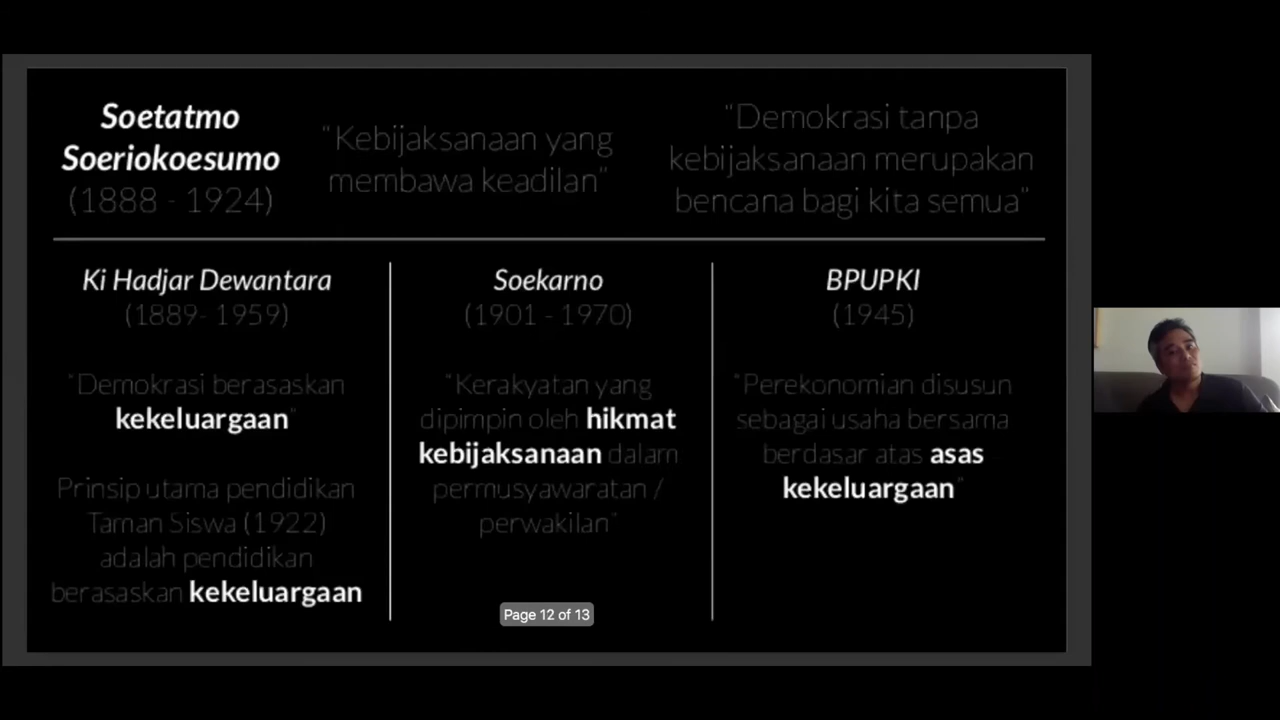 Soetatmo
Soeriokoesumo
(1888 - 1924)
“Kebijaksanaan yang
membawa keadilan”
“Demokrasi tanpa
kebijaksanaan merupakan
bencana bagi kita semua”
Ki Hadjar Dewantara
(1889- 1959)
“Demokrasi berasaskan
kekeluargaan”
Prinsip utama pendidikan
Taman Siswa (1922)
adalah pendidikan
berasaskan kekeluargaan
Soekarno
(1901 - 1970)
“Kerakyatan yang
dipimpin oleh hikmat
kebijaksanaan dalam
permusyawaratan /
perwakilan”
BPUPKI
(1945)
“Perekonomian disusun
sebagai usaha bersama
berdasar atas asas
kekeluargaan”
Page 12 of 13